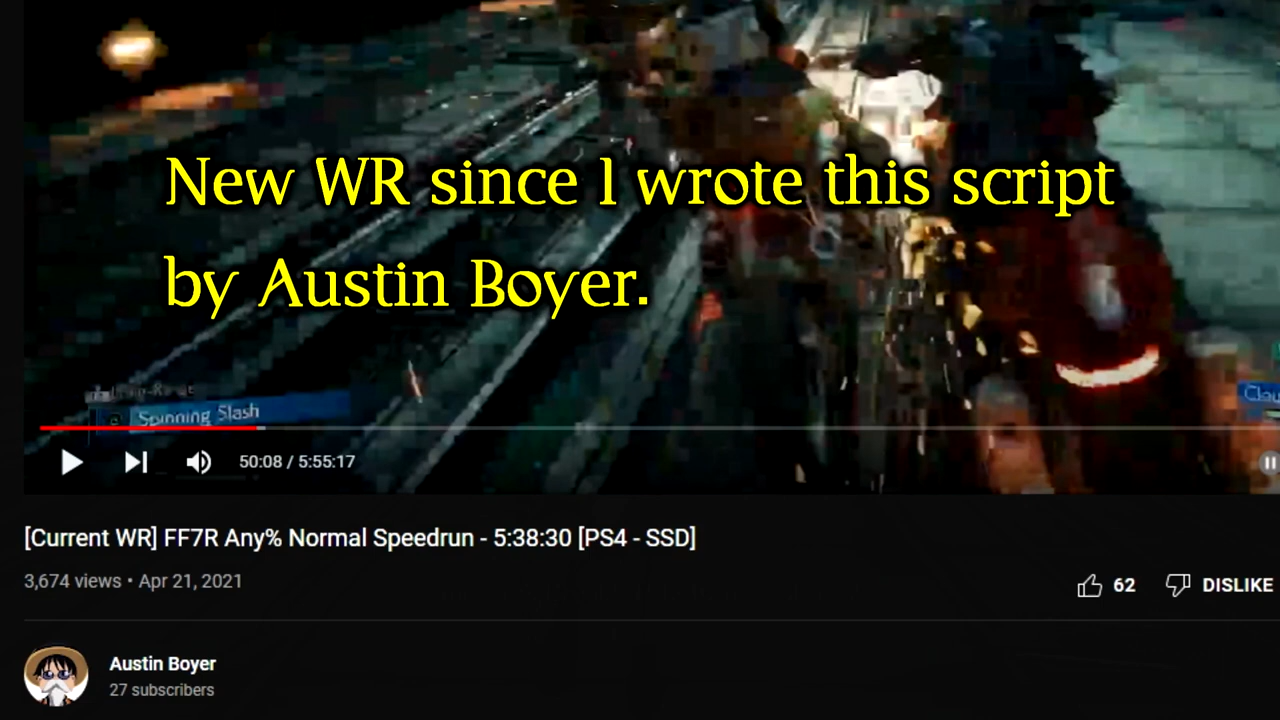 New WR since I wrote this script
by Austin Boyer.
Spinning Slash
50:08 / 5:55:17
[Current WR] FF7R Any% Normal Speedrun - 5:38:30 [PS4 - SSD]
3,674 views • Apr 21, 2021
62 DISLIKE
Austin Boyer
27 subscribers